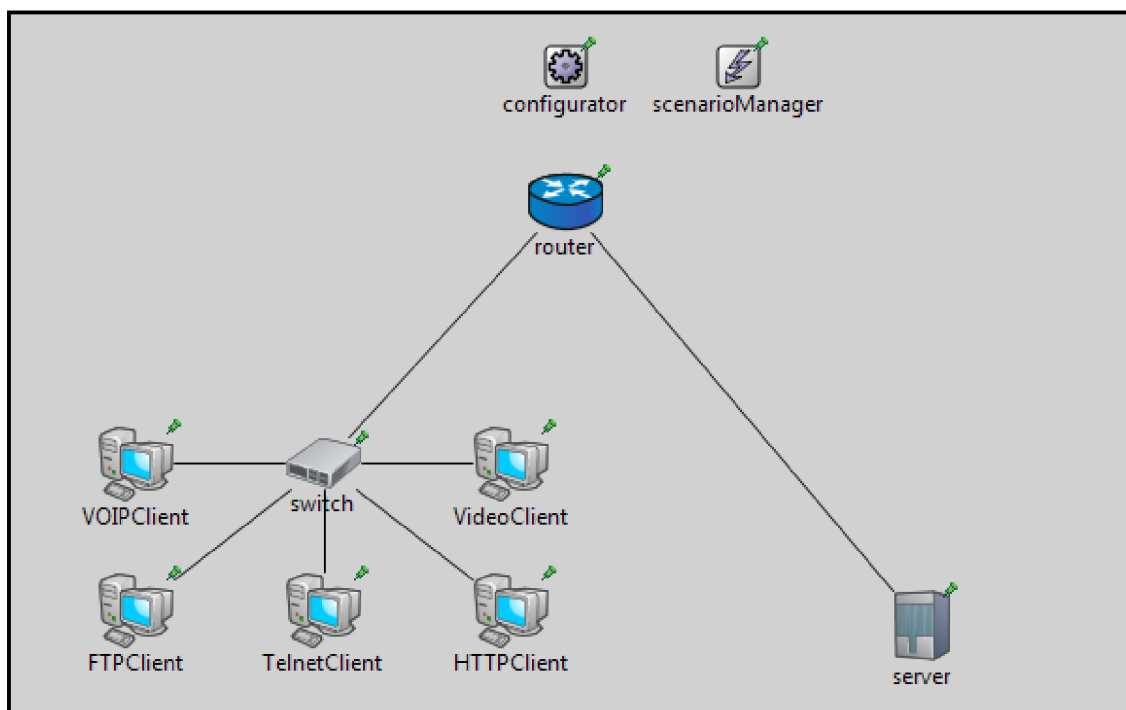 configurator
scenarioManager
router
switch
VOIPClient
VideoClient
FTPClient
TelnetClient
HTTPClient
server